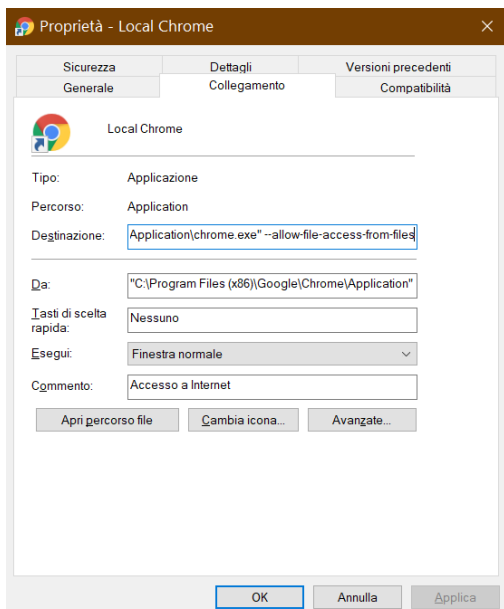 Proprietà - Local Chrome
Sicurezza Dettagli Versioni precedenti
Generale Collegamento Compatibilità
Local Chrome
Tipo: Applicazione
Percorso: Application
Destinazione: Application\chrome.exe" --allow-file-access-from-files
Da: "C:\Program Files (x86)\Google\Chrome\Application"
Tasti di scelta rapida: Nessuno
Esegui: Finestra normale
Commento: Accesso a Internet
Apri percorso file Cambia icona... Avanzate...
OK Annulla Applica